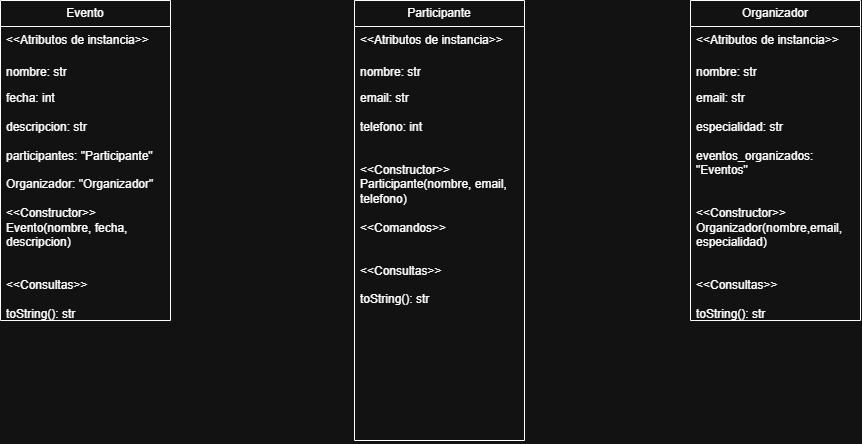 Evento
<<Atributos de instancia>>
nombre: str
fecha: int
descripcion: str
participantes: "Participante"
Organizador: "Organizador"
<<Constructor>>
Evento(nombre, fecha,
descripcion)
<<Consultas>>
toString(): str
Participante
<<Atributos de instancia>>
nombre: str
email: str
telefono: int
<<Constructor>>
Participante(nombre, email,
telefono)
<<Comandos>>
<<Consultas>>
toString(): str
Organizador
<<Atributos de instancia>>
nombre: str
email: str
especialidad: str
eventos_organizados:
"Eventos"
<<Constructor>>
Organizador(nombre,email,
especialidad)
<<Consultas>>
toString(): str